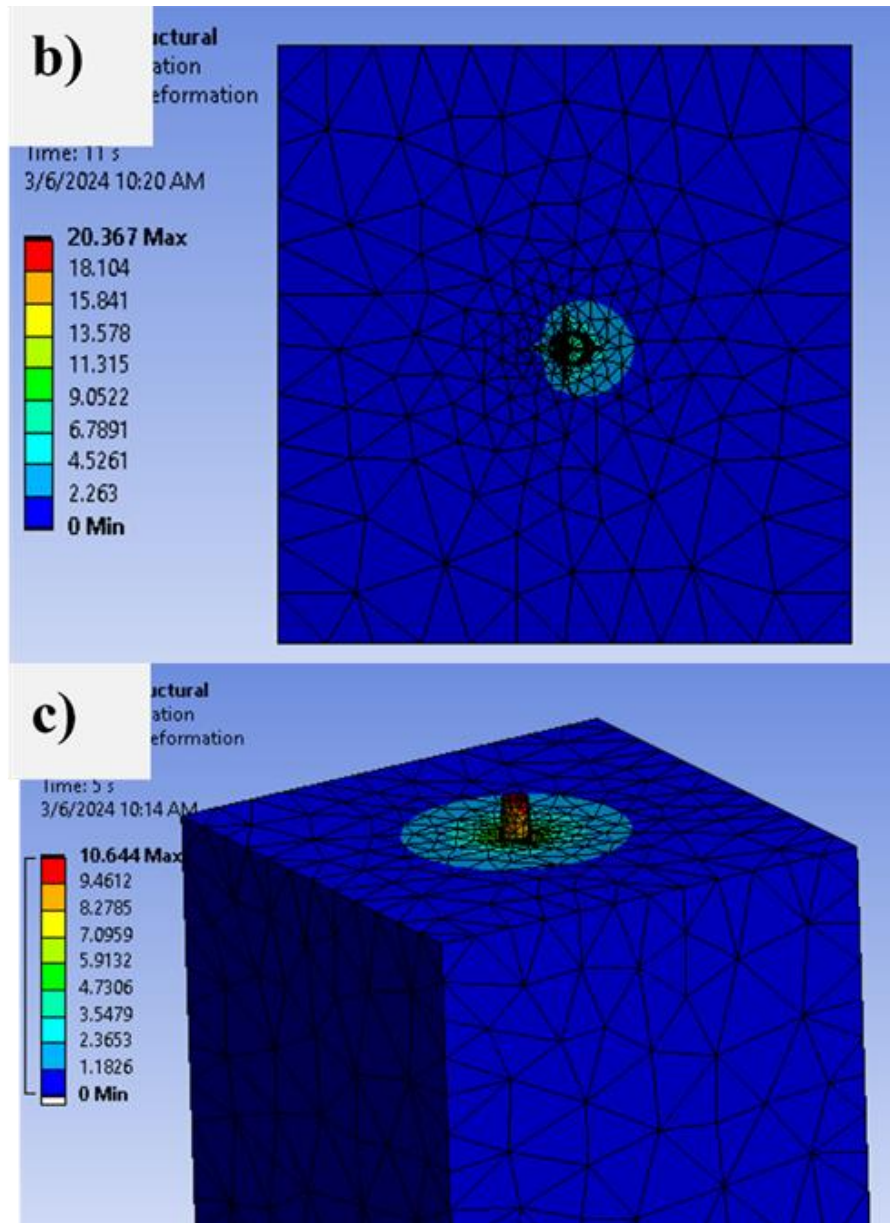 b)
uctural
ation
eformation
Time: 11 s
3/6/2024 10:20 AM
20.367 Max
18.104
15.841
13.578
11.315
9.0522
6.7891
4.5261
2.263
0 Min
c)
uctural
ation
eformation
Time: 5 s
3/6/2024 10:14 AM
10.644 Max
9.4612
8.2785
7.0959
5.9132
4.7306
3.5479
2.3653
1.1826
0 Min